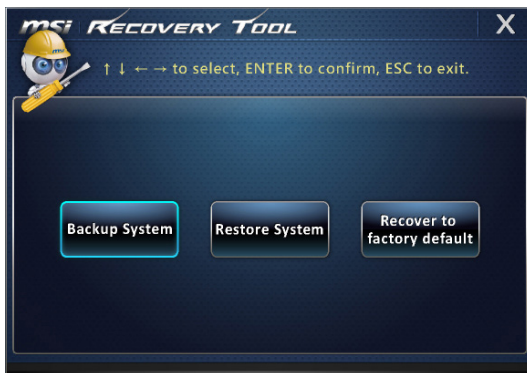 msi RECOVERY TOOL
X
↑ ↓ ← → to select, ENTER to confirm, ESC to exit.
Backup System
Restore System
Recover to
factory default